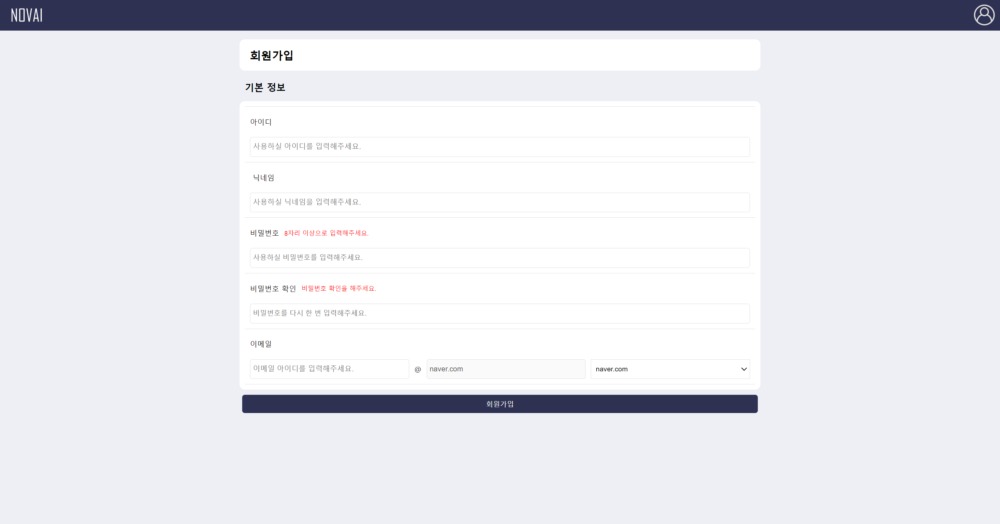 NOVAI
회원가입
기본 정보
아이디
사용하실 아이디를 입력해주세요.
닉네임
사용하실 닉네임을 입력해주세요.
비밀번호 8자리 이상으로 입력해주세요.
사용하실 비밀번호를 입력해주세요.
비밀번호 확인 비밀번호 확인을 해주세요.
비밀번호를 다시 한 번 입력해주세요.
이메일
이메일 아이디를 입력해주세요. @ naver.com naver.com
회원가입